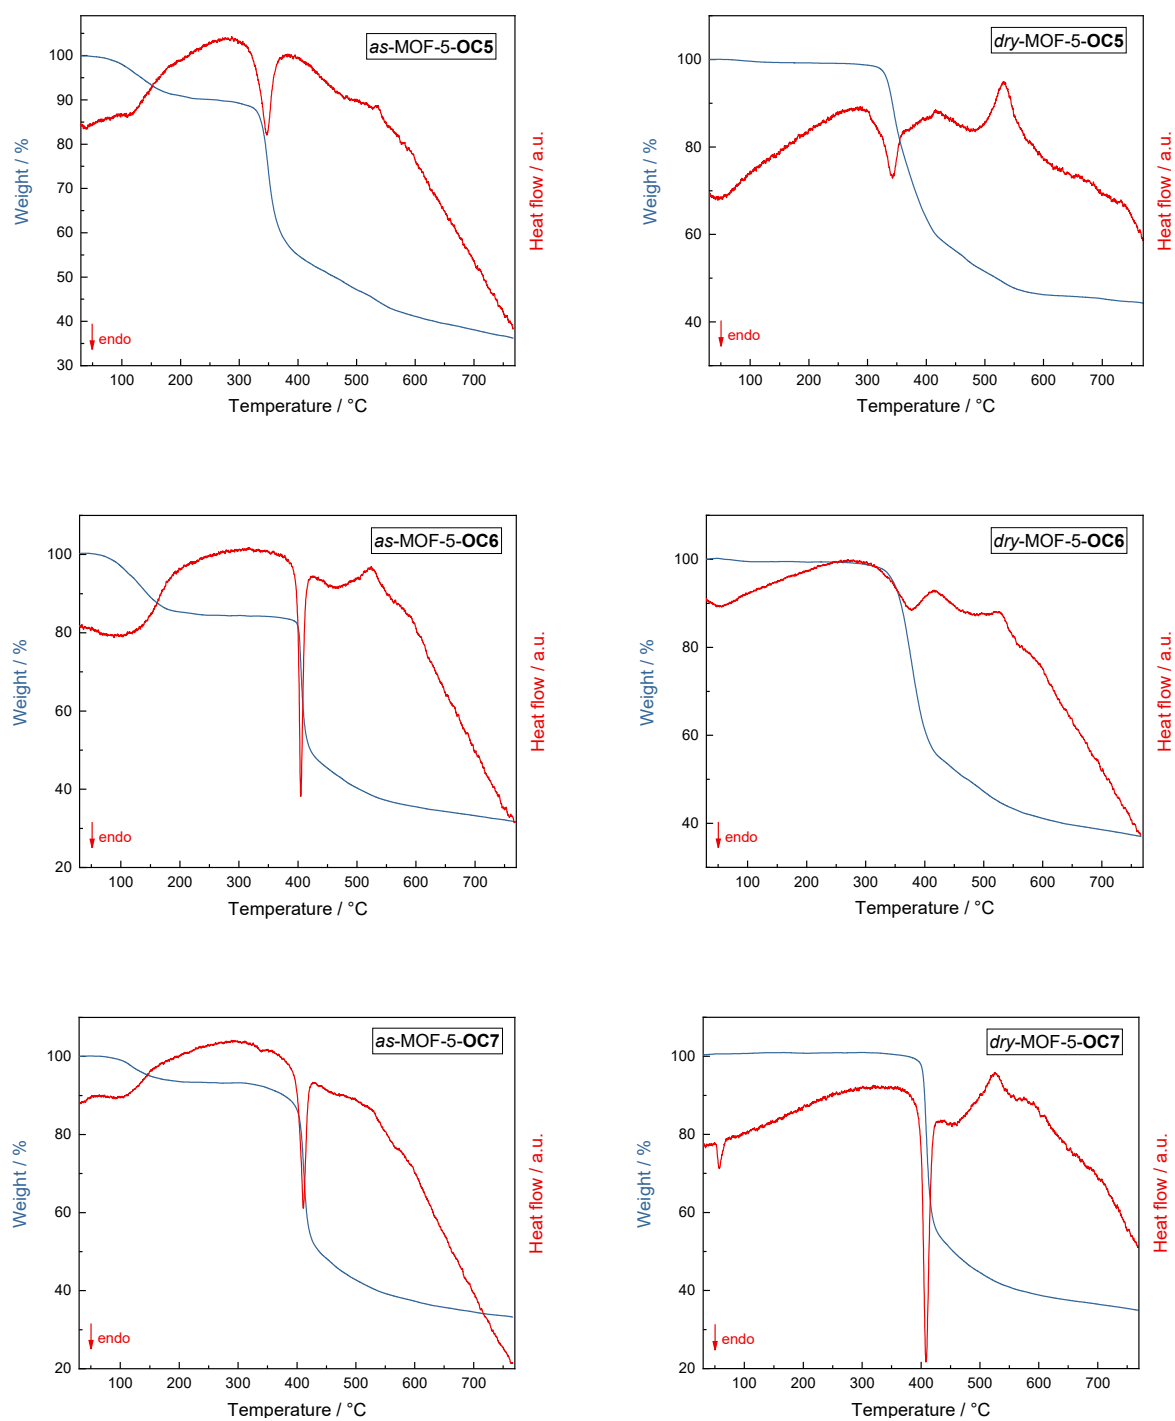 as-MOF-5-OC5
100
90
80
70
60
50
40
30
Weight / %
Heat flow / a.u.
endo
100 200 300 400 500 600 700
Temperature / °C
dry-MOF-5-OC5
100
80
60
40
Weight / %
Heat flow / a.u.
endo
100 200 300 400 500 600 700
Temperature / °C
as-MOF-5-OC6
100
80
60
40
20
Weight / %
Heat flow / a.u.
endo
100 200 300 400 500 600 700
Temperature / °C
dry-MOF-5-OC6
100
80
60
40
Weight / %
Heat flow / a.u.
endo
100 200 300 400 500 600 700
Temperature / °C
as-MOF-5-OC7
100
80
60
40
20
Weight / %
Heat flow / a.u.
endo
100 200 300 400 500 600 700
Temperature / °C
dry-MOF-5-OC7
100
80
60
40
20
Weight / %
Heat flow / a.u.
endo
100 200 300 400 500 600 700
Temperature / °C